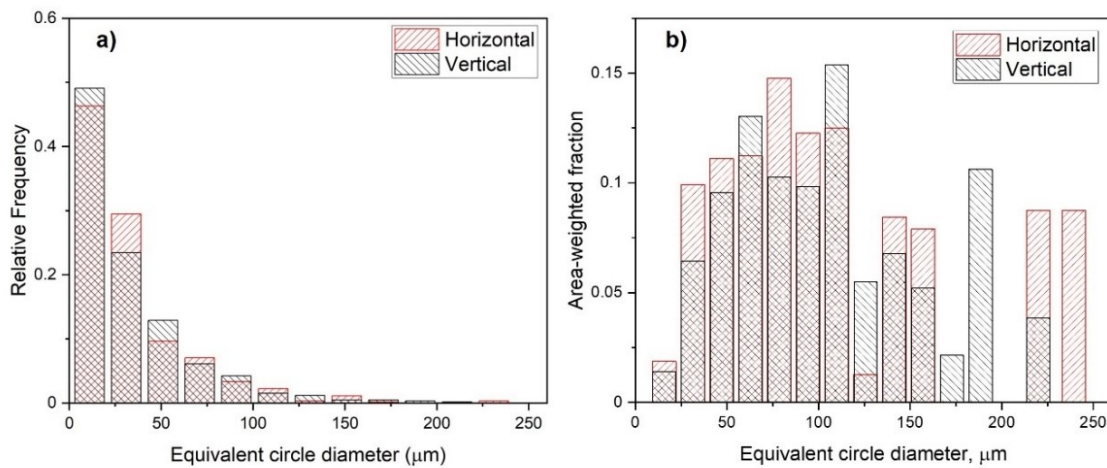 a)
Horizontal
Vertical
Relative Frequency
0.6
0.4
0.2
0
0 50 100 150 200 250
Equivalent circle diameter (μm)
b)
Horizontal
Vertical
Area-weighted fraction
0.15
0.1
0.05
0
0 50 100 150 200 250
Equivalent circle diameter, μm